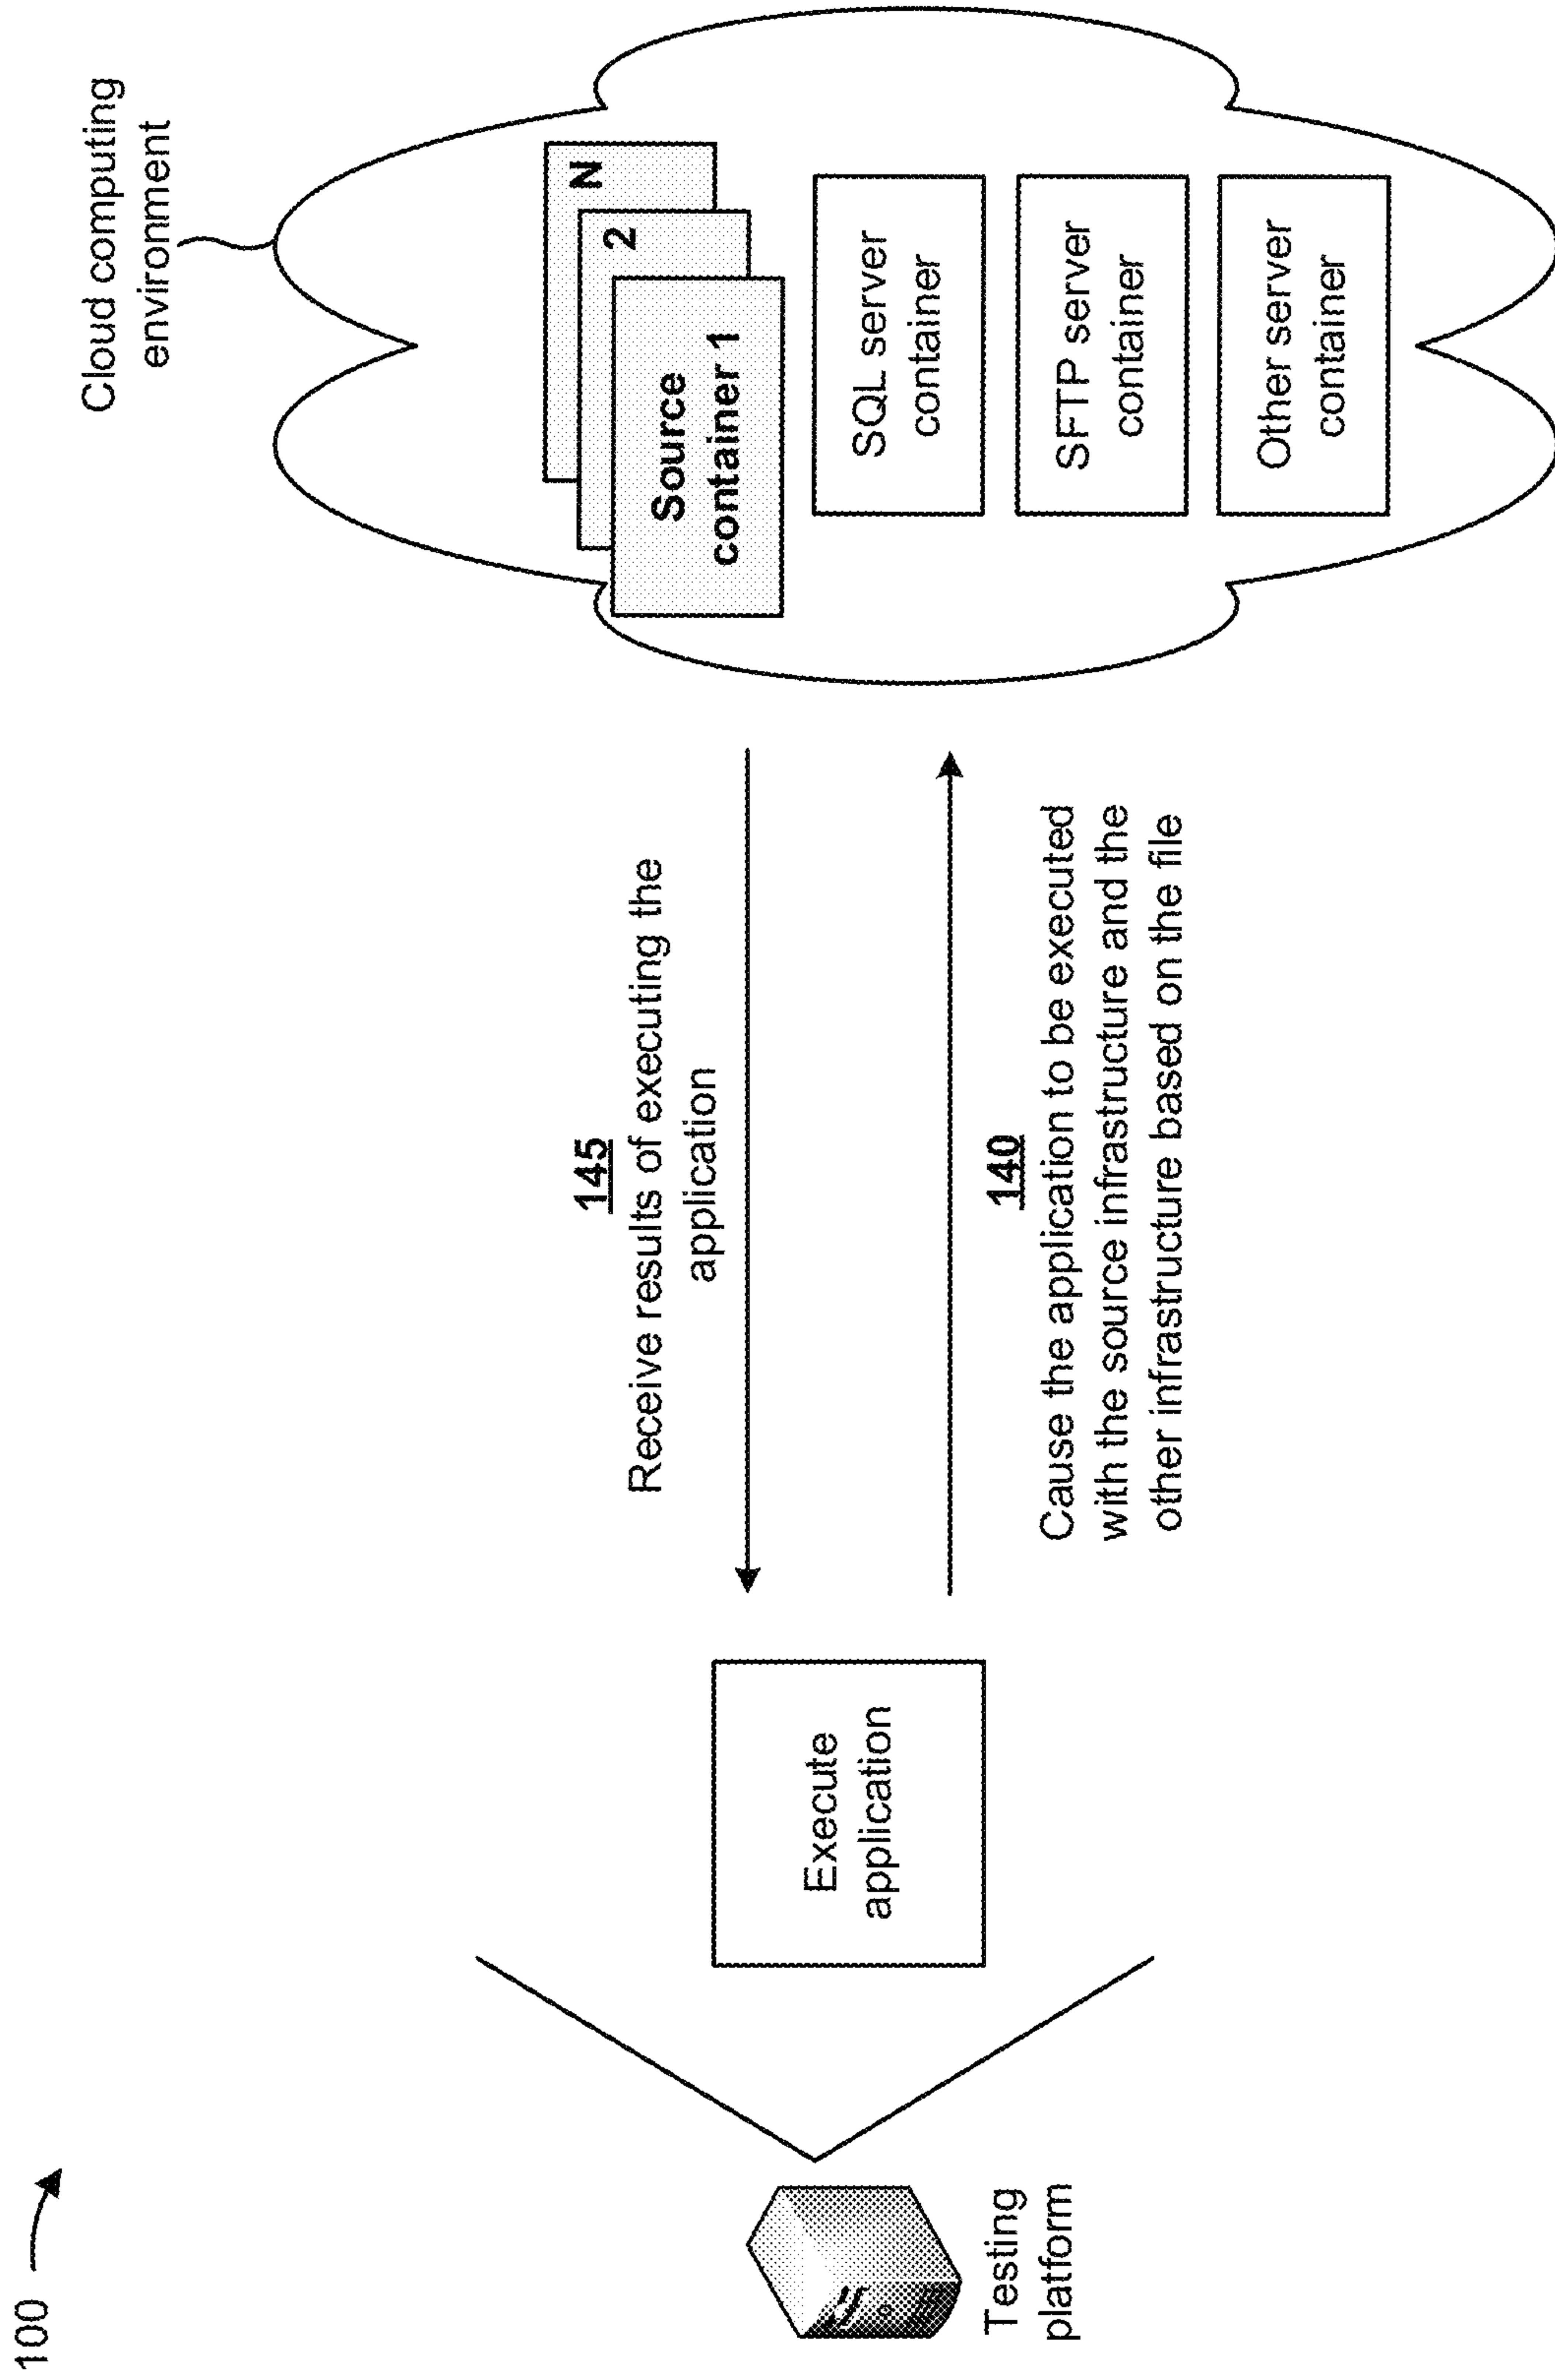 100
Cloud computing
environment
N
2
Source
container 1
SQL server
container
SFTP server
container
Other server
container
145
Receive results of executing the
application
140
Cause the application to be executed
with the source infrastructure and the
other infrastructure based on the file
Execute
application
Testing
platform